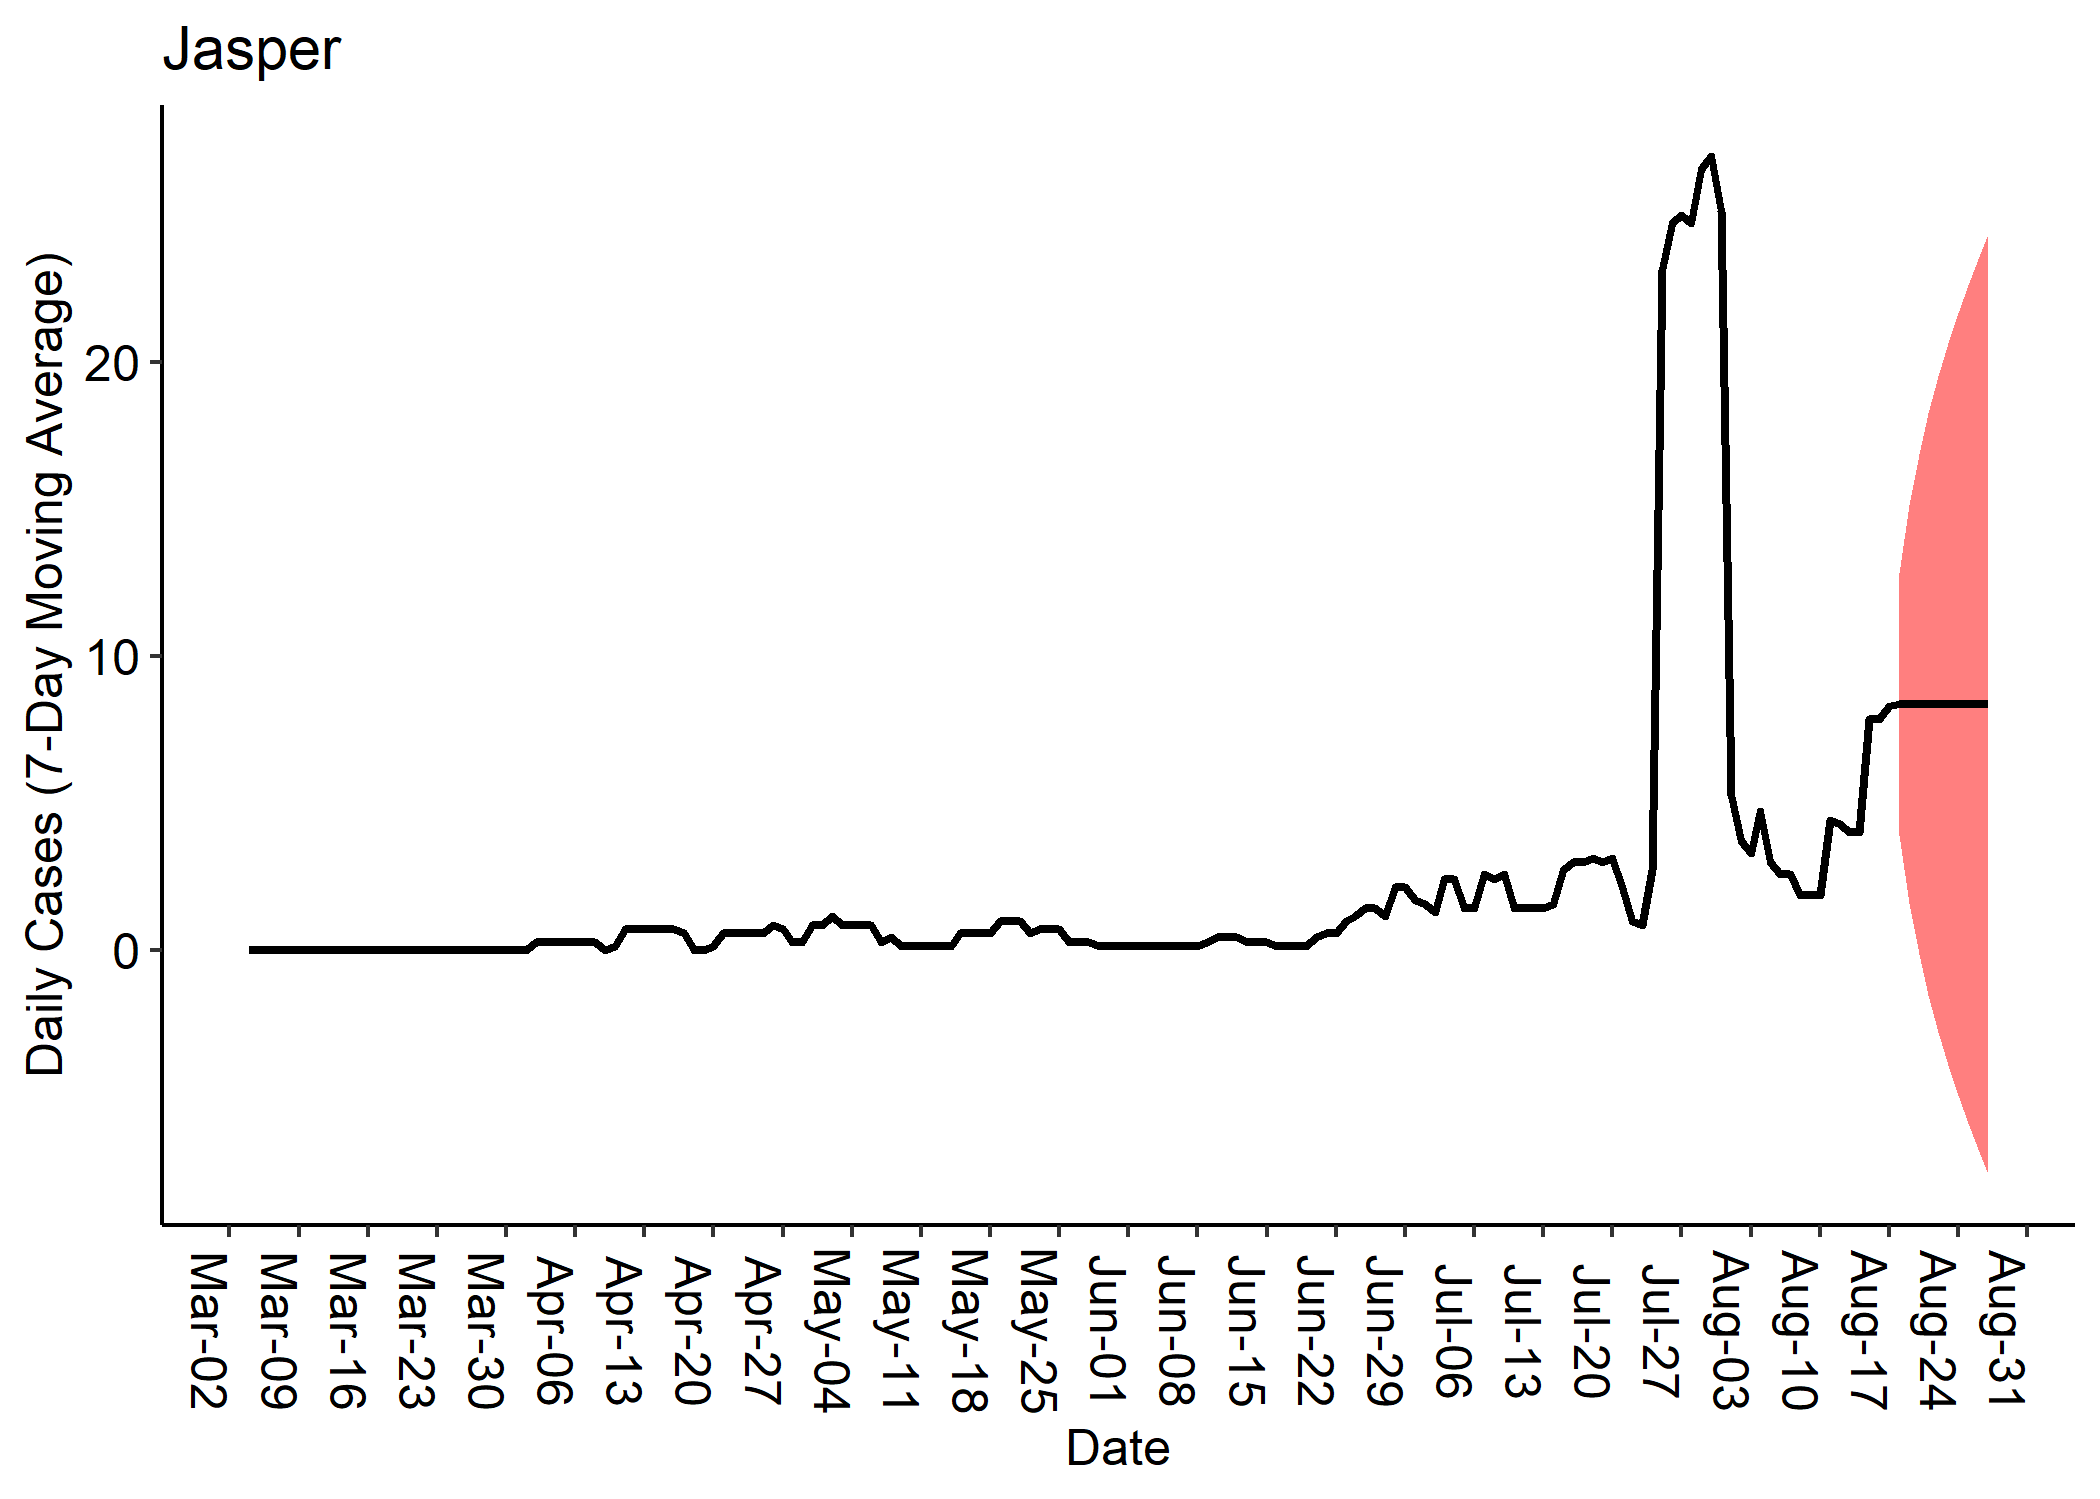 Jasper
Daily Cases (7-Day Moving Average)
20
10
0
Mar-02
Mar-09
Mar-16
Mar-23
Mar-30
Apr-06
Apr-13
Apr-20
Apr-27
May-04
May-11
May-18
May-25
Jun-01
Jun-08
Jun-15
Jun-22
Jun-29
Jul-06
Jul-13
Jul-20
Jul-27
Aug-03
Aug-10
Aug-17
Aug-24
Aug-31
Date